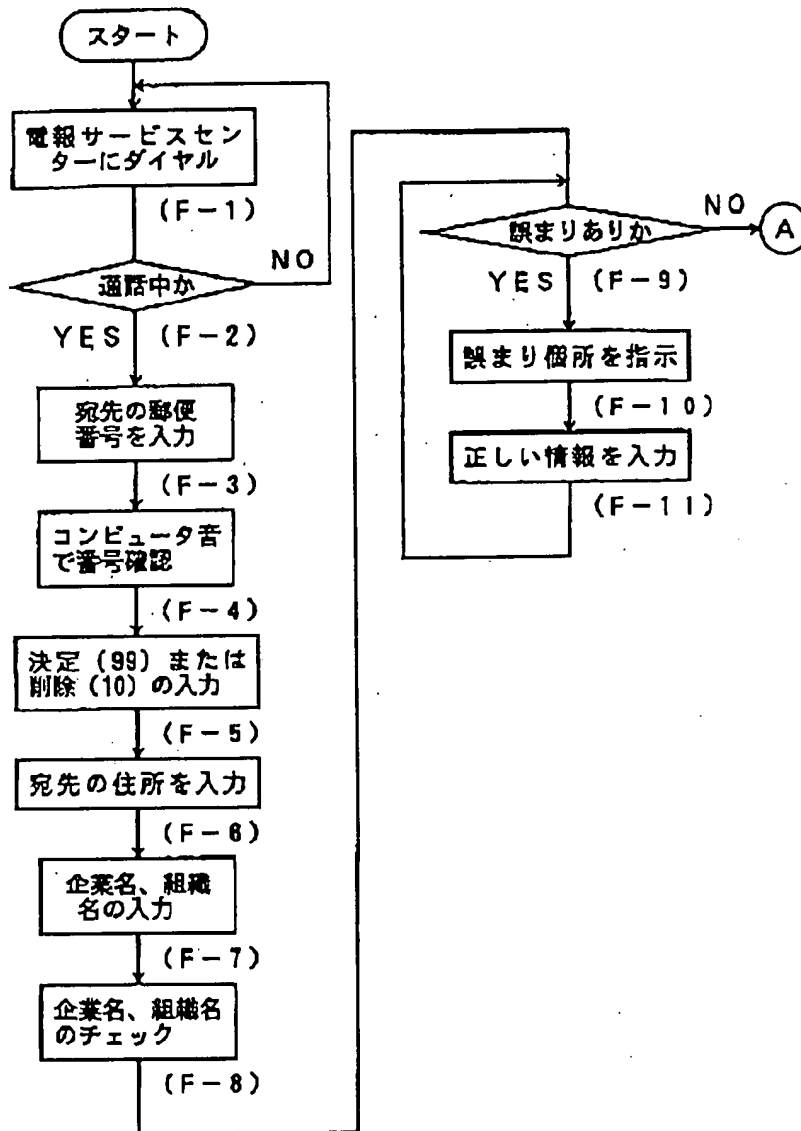 スタート
電報サービスセン
ターにダイヤル
(F-1)
通話中か
NO
YES
(F-2)
宛先の郵便
番号を入力
(F-3)
コンピュータ音
で番号確認
(F-4)
決定(99)または
削除(10)の入力
(F-5)
宛先の住所を入力
(F-6)
企業名、組織
名の入力
(F-7)
企業名、組織名
のチェック
(F-8)
誤まりありか
NO
A
YES
(F-9)
誤まり個所を指示
(F-10)
正しい情報を入力
(F-11)